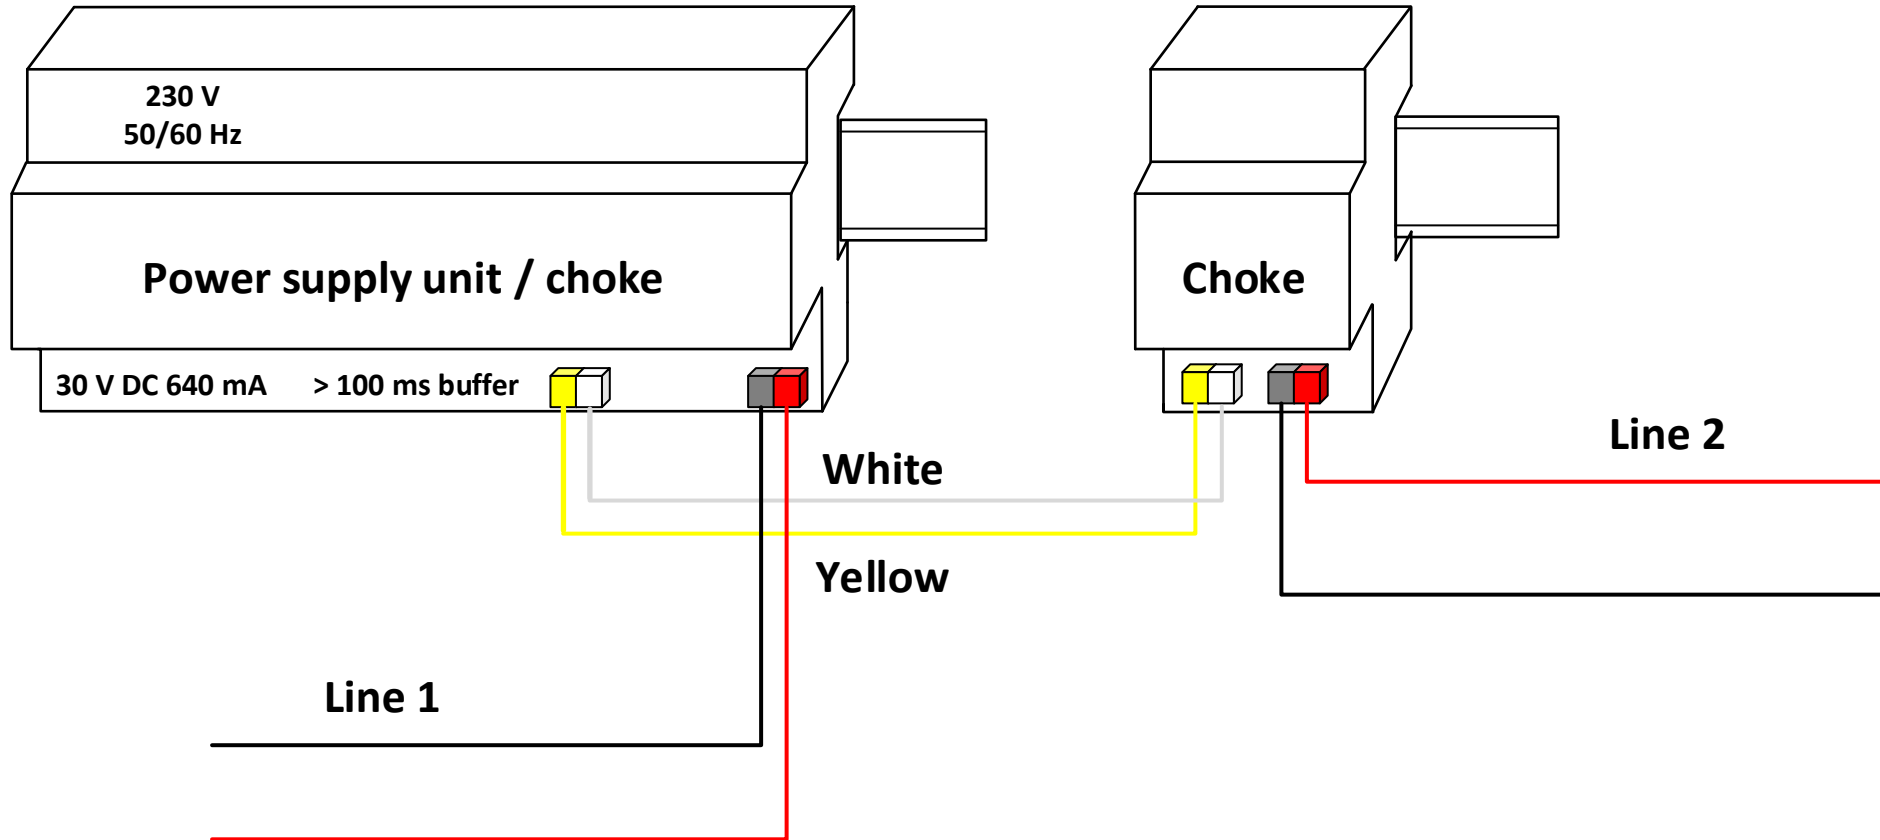 230 V
50/60 Hz
Power supply unit / choke
30 V DC 640 mA > 100 ms buffer
Choke
Line 2
White
Yellow
Line 1